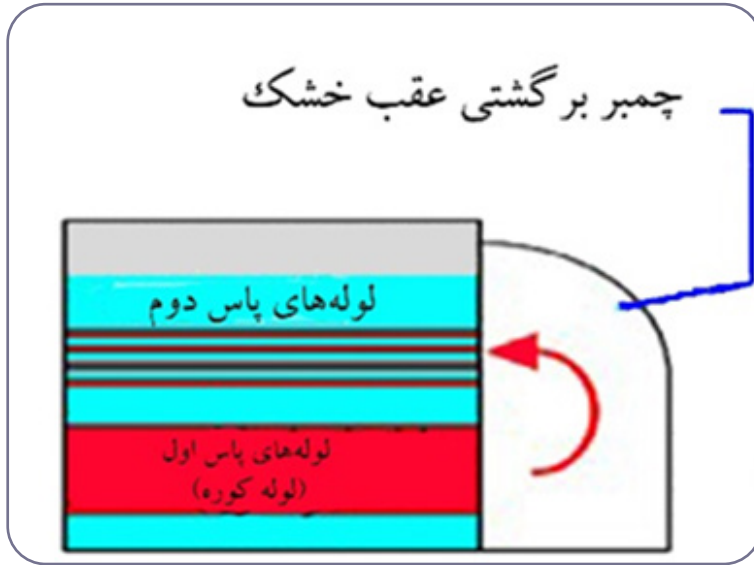 چمبر برگشتی عقب خشک
لوله‌های پاس دوم
لوله‌های پاس اول
(لوله کوره)